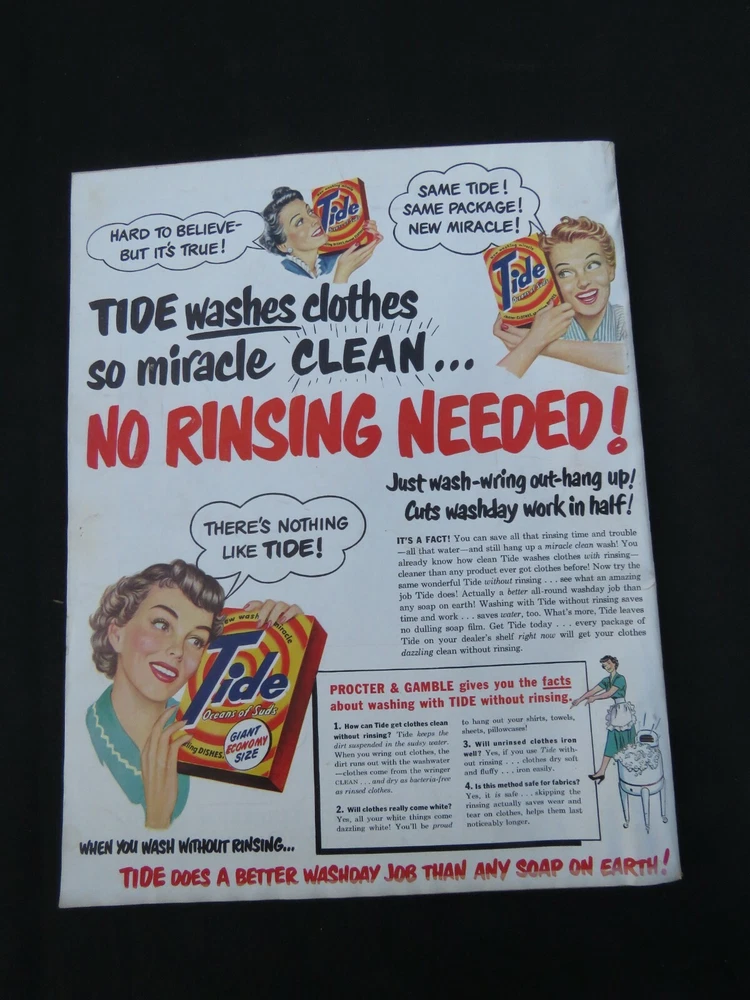 HARD TO BELIEVE-
BUT IT'S TRUE!
Tide
SAME TIDE!
SAME PACKAGE!
NEW MIRACLE!
Tide
Oceans of Suds
TIDE washes clothes
so miracle CLEAN...
NO RINSING NEEDED!
Just wash-wring out-hang up!
Cuts washday work in half!
THERE'S NOTHING
LIKE TIDE!
IT'S A FACT! You can save all that rinsing time and trouble
—all that water—and still hang up a miracle clean wash! You
already know how clean Tide washes clothes with rinsing—
cleaner than any product ever got clothes before! Now try the
same wonderful Tide without rinsing . . . see what an amazing
job Tide does! Actually a better all-round washday job than
any soap on earth! Washing with Tide without rinsing saves
time and work . . . saves water, too. What's more, Tide leaves
no dulling soap film. Get Tide today . . . every package of
Tide on your dealer's shelf right now will get your clothes
dazzling clean without rinsing.
washing miracle
Tide
Oceans of Suds
GIANT
ECONOMY
SIZE
DISHES.
PROCTER & GAMBLE gives you the facts
about washing with TIDE without rinsing.
1. How can Tide get clothes clean
without rinsing? Tide keeps the
dirt suspended in the sudsy water.
When you wring out clothes, the
dirt runs out with the washwater
—clothes come from the wringer
CLEAN . . . and dry as bacteria-free
as rinsed clothes.
2. Will clothes really come white?
Yes, all your white things come
dazzling white! You'll be proud
to hang out your shirts, towels,
sheets, pillowcases!
3. Will unrinsed clothes iron
well? Yes, if you use Tide with-
out rinsing . . . clothes dry soft
and fluffy . . . iron easily.
4. Is this method safe for fabrics?
Yes, it is safe . . . skipping the
rinsing actually saves wear and
tear on clothes, helps them last
noticeably longer.
WHEN YOU WASH WITHOUT RINSING...
TIDE DOES A BETTER WASHDAY JOB THAN ANY SOAP ON EARTH!